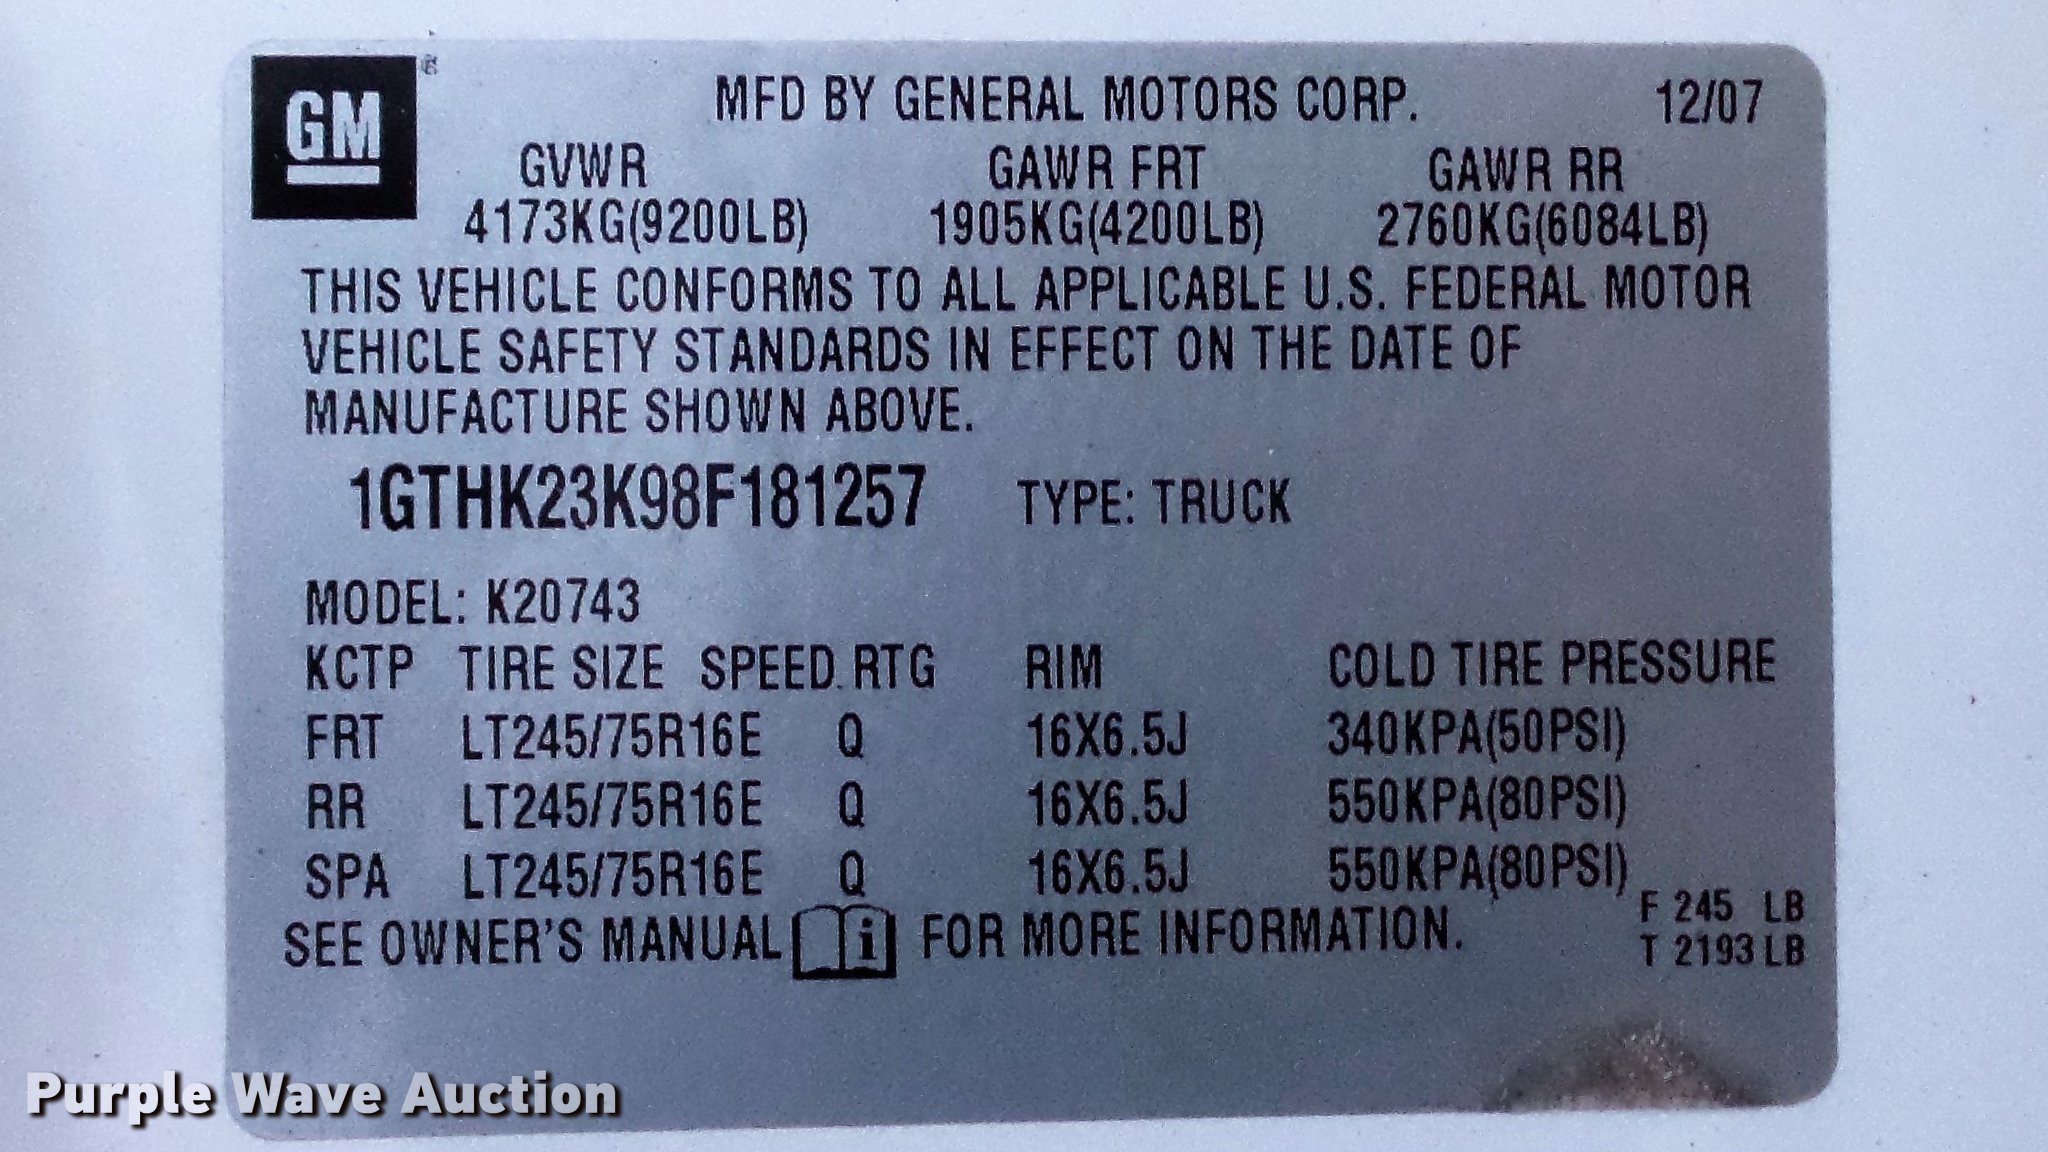 GM
MFD BY GENERAL MOTORS CORP. 12/07
GVWR GAWR FRT GAWR RR
4173KG(9200LB) 1905KG(4200LB) 2760KG(6084LB)
THIS VEHICLE CONFORMS TO ALL APPLICABLE U.S. FEDERAL MOTOR
VEHICLE SAFETY STANDARDS IN EFFECT ON THE DATE OF
MANUFACTURE SHOWN ABOVE.
1GTHK23K98F181257 TYPE: TRUCK
MODEL: K20743
KCTP TIRE SIZE SPEED RTG RIM COLD TIRE PRESSURE
FRT LT245/75R16E Q 16X6.5J 340KPA(50PSI)
RR LT245/75R16E Q 16X6.5J 550KPA(80PSI)
SPA LT245/75R16E Q 16X6.5J 550KPA(80PSI)
F 245 LB
SEE OWNER'S MANUAL i FOR MORE INFORMATION.
T 2193 LB
Purple Wave Auction